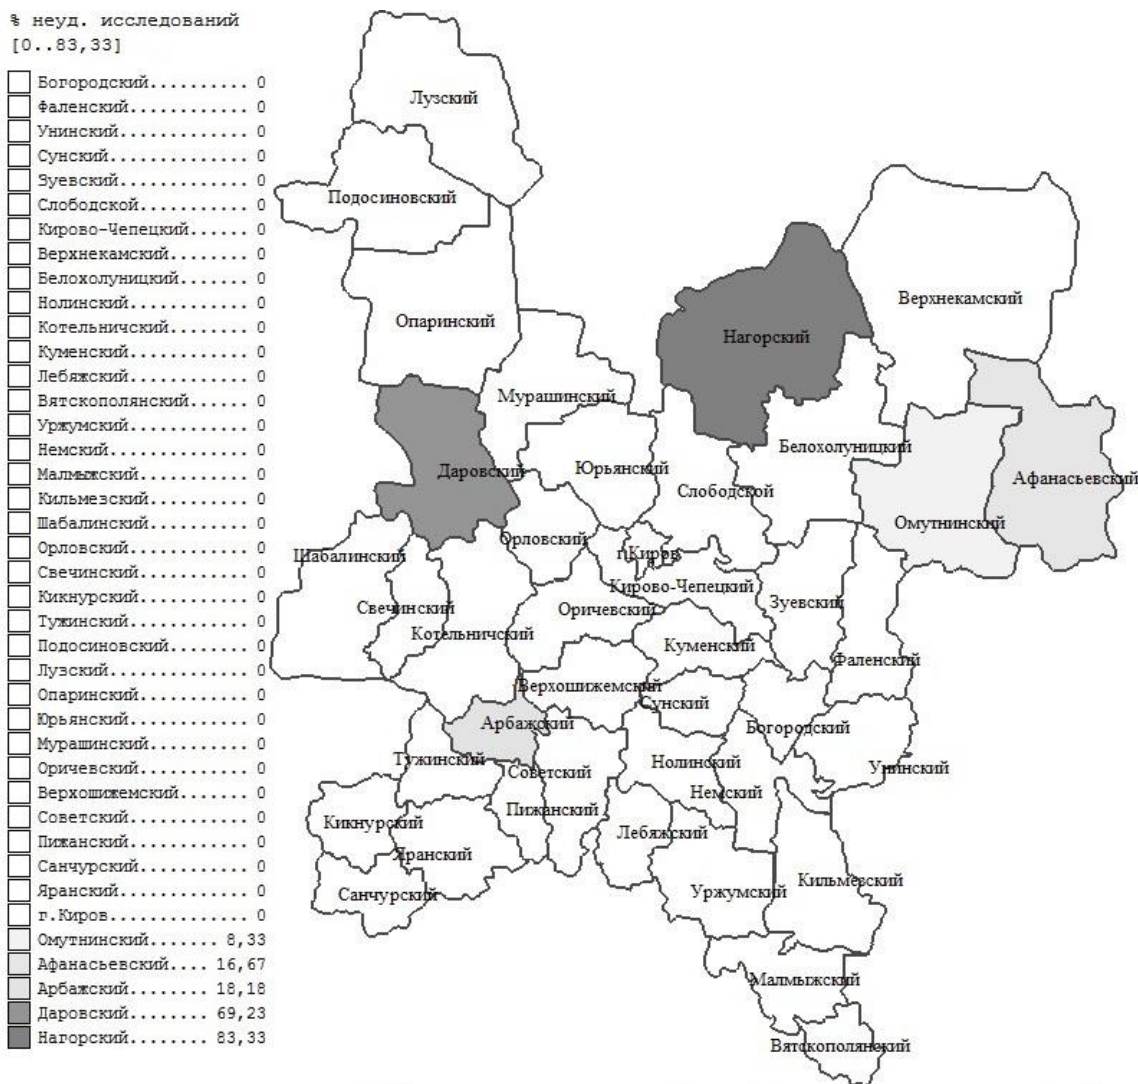 % неуд. исследований
[0..83,33]
Богородский.......... 0
Фаленский............ 0
Унинский............. 0
Сунский.............. 0
Зуевский............. 0
Слободской........... 0
Кирово-Чепецкий...... 0
Верхнекамский........ 0
Белохолуницкий....... 0
Нолинский............ 0
Котельничский........ 0
Куменский............ 0
Лебяжский............ 0
Вятскополянский...... 0
Уржумский............ 0
Немский.............. 0
Малмыжский........... 0
Кильмезский.......... 0
Шабалинский.......... 0
Орловский............ 0
Свечинский........... 0
Кикнурский........... 0
Тужинский............ 0
Подосиновский........ 0
Лузский.............. 0
Опаринский........... 0
Юрьянский............ 0
Мурашинский.......... 0
Оричевский........... 0
Верхошижемский....... 0
Советский............ 0
Пижанский............ 0
Санчурский........... 0
Яранский............. 0
г.Киров.............. 0
Омутнинский....... 8,33
Афанасьевский.... 16,67
Арбажский........ 18,18
Даровский........ 69,23
Нагорский........ 83,33
Лузский
Подосиновский
Верхнекамский
Опаринский
Нагорский
Мурашинский
Белохолуницкий
Даровский
Юрьянский
Слободской
Афанасьевский
Омутнинский
Орловский
Шабалинский
г.Киров
Кирово-Чепецкий
Зуевский
Свечинский
Оричевский
Котельничский
Куменский
Фаленский
Верхошижемский
Сунский
Арбажский
Богородский
Тужинский
Советский
Нолинский
Унинский
Немский
Пижанский
Кикнурский
Лебяжский
Яранский
Санчурский
Уржумский
Кильмезский
Малмыжский
Вятскополянский